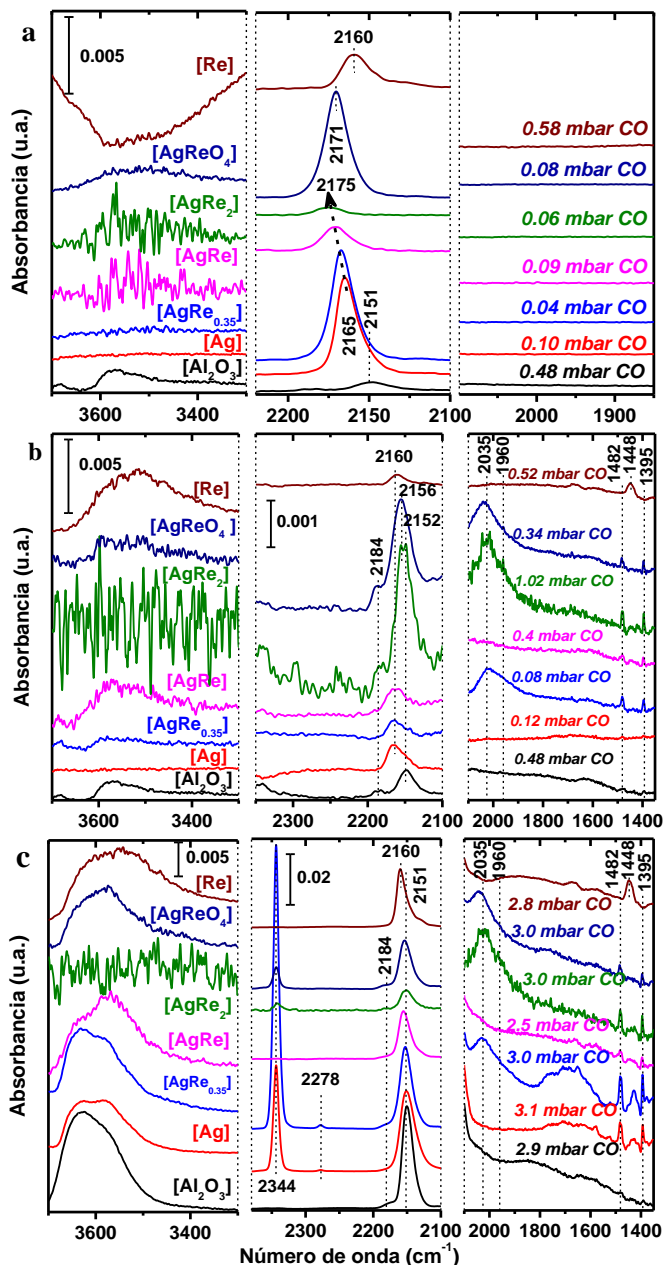 a
0.005
2160
[Re]
[AgReO4]
2171
2175
[AgRe2]
[AgRe]
[AgRe0.35]
[Ag]
[Al2O3]
2165
2151
0.58 mbar CO
0.08 mbar CO
0.06 mbar CO
0.09 mbar CO
0.04 mbar CO
0.10 mbar CO
0.48 mbar CO
Absorbancia (u.a.)
3600
3400
2200
2150
2100
2000
1900
b
0.005
[Re]
[AgReO4]
[AgRe2]
[AgRe]
[AgRe0.35]
[Ag]
[Al2O3]
2160
2156
2152
0.001
2184
2035
1960
1482
1448
1395
0.52 mbar CO
0.34 mbar CO
1.02 mbar CO
0.4 mbar CO
0.08 mbar CO
0.12 mbar CO
0.48 mbar CO
Absorbancia (u.a.)
3600
3400
2300
2200
2100
2000
1800
1600
1400
c
0.005
[Re]
[AgReO4]
[AgRe2]
[AgRe]
[AgRe0.35]
[Ag]
[Al2O3]
0.02
2160
2151
2184
2278
2344
2035
1960
1482
1448
1395
2.8 mbar CO
3.0 mbar CO
3.0 mbar CO
2.5 mbar CO
3.0 mbar CO
3.1 mbar CO
2.9 mbar CO
Absorbancia (u.a.)
3600
3400
2300
2200
2100
2000
1800
1600
1400
Número de onda (cm-1)